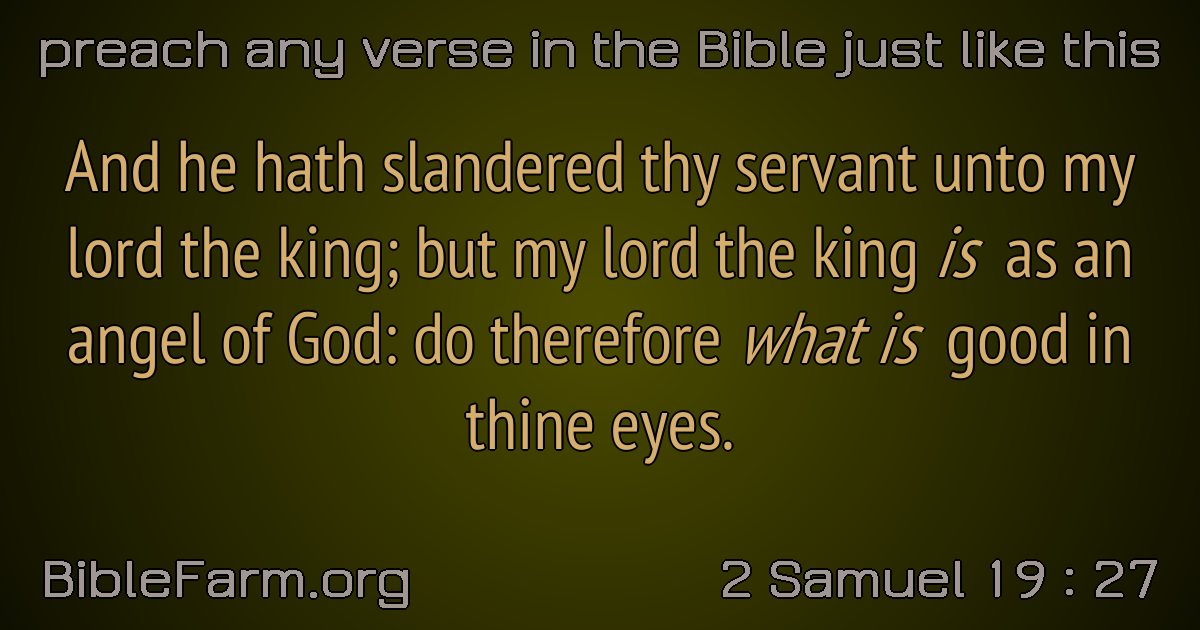 preach any verse in the Bible just like this
And he hath slandered thy servant unto my
lord the king; but my lord the king is as an
angel of God: do therefore what is good in
thine eyes.
BibleFarm.org
2 Samuel 19 : 27